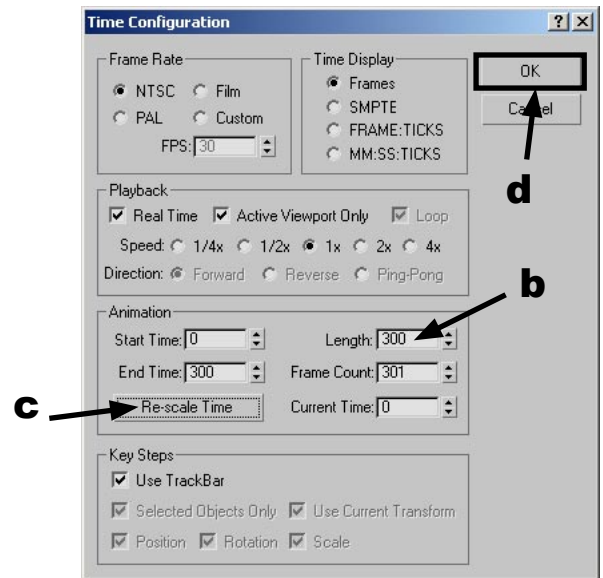 Time Configuration
Frame Rate
NTSC Film
PAL Custom
FPS: 30
Time Display
Frames
SMPTE
FRAME:TICKS
MM:SS:TICKS
OK
Cancel
d
Playback
Real Time Active Viewport Only Loop
Speed: 1/4x 1/2x 1x 2x 4x
Direction: Forward Reverse Ping-Pong
b
Animation
Start Time: 0 Length: 300
End Time: 300 Frame Count: 301
c
Re-scale Time Current Time: 0
Key Steps
Use TrackBar
Selected Objects Only Use Current Transform
Position Rotation Scale